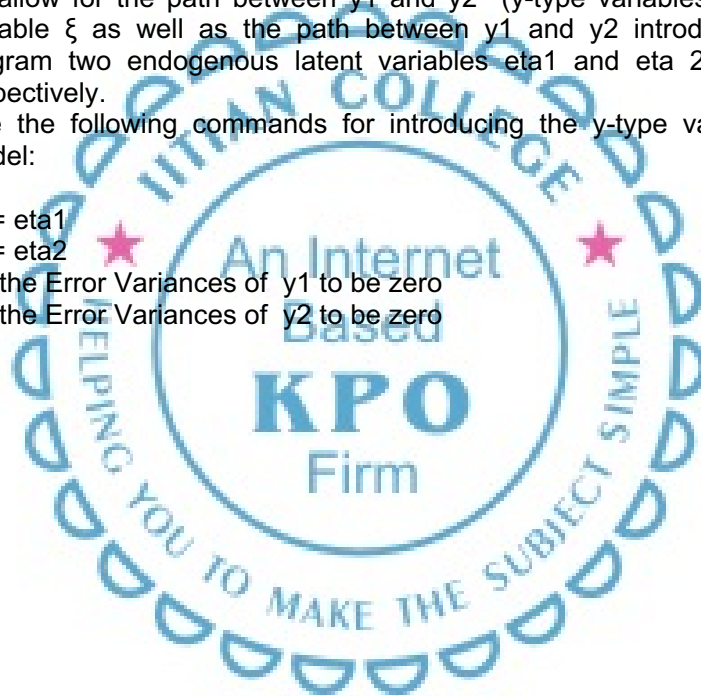 allow for the path between y1 and y2 (y-type variables
able ξ as well as the path between y1 and y2 introd
gram two endogenous latent variables eta1 and eta 2
pectively.
the following commands for introducing the y-type va
del:
= eta1
= eta2
the Error Variances of y1 to be zero
the Error Variances of y2 to be zero
IITIAN COLLEGE
An Internet
Based
KPO
Firm
HELPING YOU TO MAKE THE SUBJECT SIMPLE